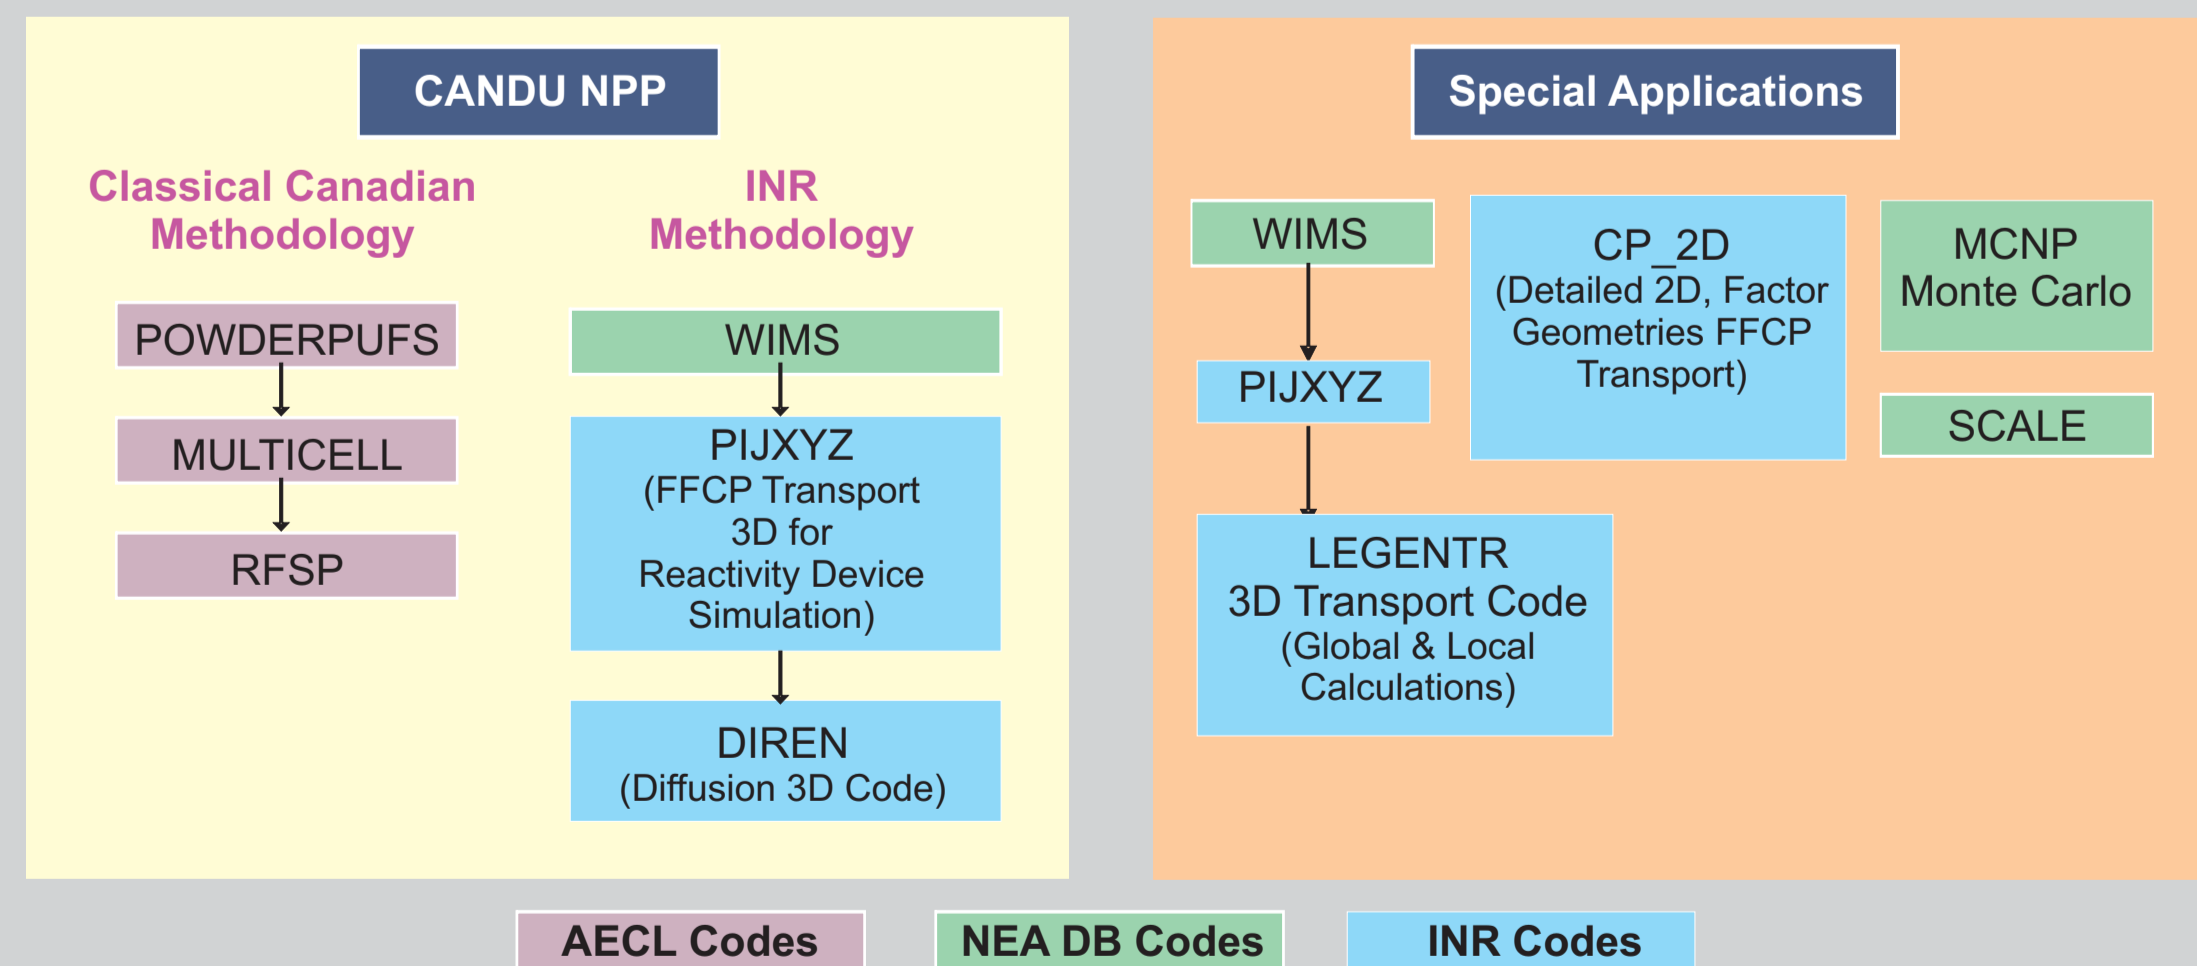 CANDU NPP
Classical Canadian
Methodology
POWDERPUFS
MULTICELL
RFSP
INR
Methodology
WIMS
PIJXYZ
(FFCP Transport
3D for
Reactivity Device
Simulation)
DIREN
(Diffusion 3D Code)
Special Applications
WIMS
PIJXYZ
LEGENTR
3D Transport Code
(Global & Local
Calculations)
CP_2D
(Detailed 2D, Factor
Geometries FFCP
Transport)
MCNP
Monte Carlo
SCALE
AECL Codes
NEA DB Codes
INR Codes